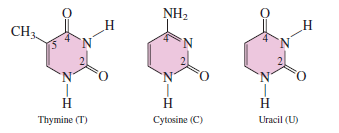 O NH₂ O
CH₃ 4 H 4 4 H
5 N N N
2 2 2
N O N O N O
H H H
Thymine (T) Cytosine (C) Uracil (U)